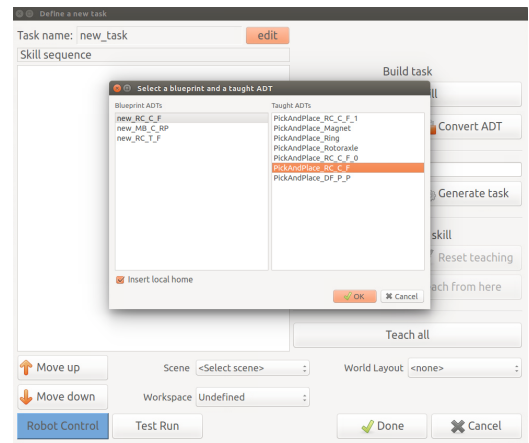 Define a new task
Task name: new_task edit
Skill sequence
Build task
Select a blueprint and a taught ADT
Blueprint ADTs
new_RC_C_F
new_MB_C_RP
new_RC_T_F
Taught ADTs
PickAndPlace_RC_C_F_1
PickAndPlace_Magnet
PickAndPlace_Ring
PickAndPlace_Rotoraxle
PickAndPlace_RC_C_F_0
PickAndPlace_RC_C_F
PickAndPlace_DF_P_P
Insert local home
OK Cancel
Convert ADT
Generate task
skill
Reset teaching
ach from here
Teach all
Move up Scene <Select scene> World Layout <none>
Move down Workspace Undefined
Robot Control Test Run Done Cancel